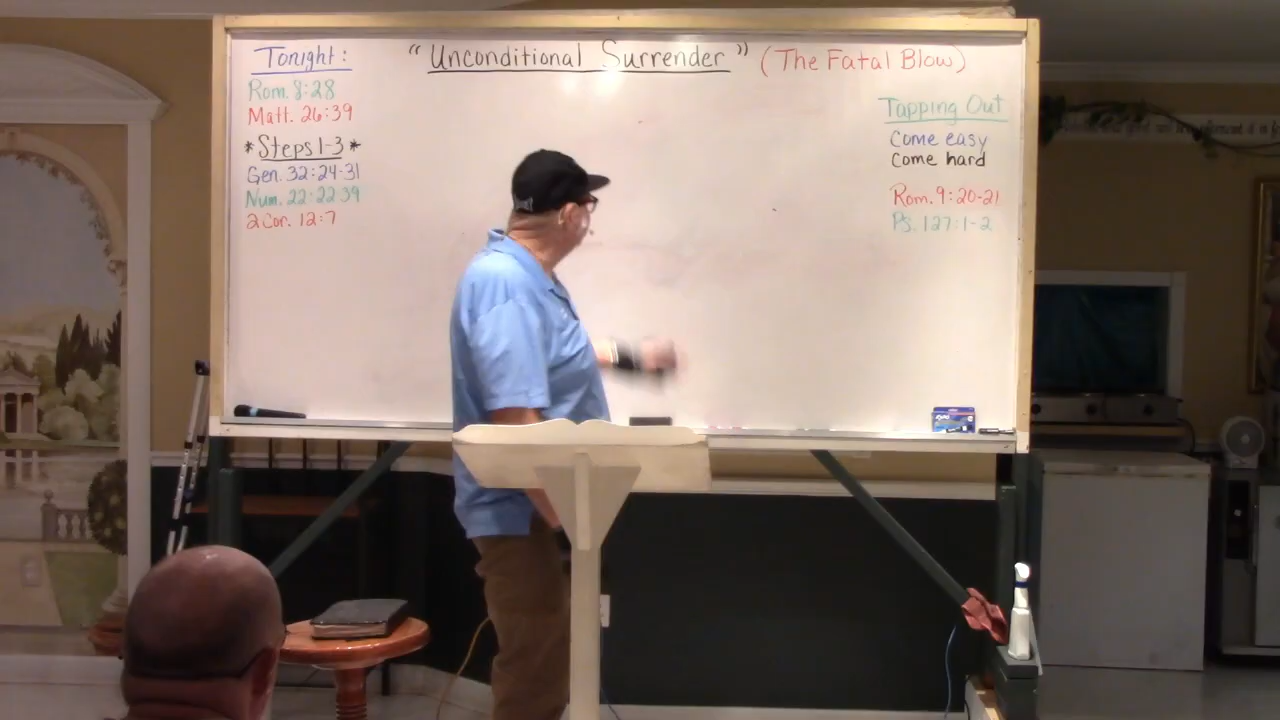 Tonight:
Rom. 8:28
Matt. 26:39
*Steps 1-3*
Gen. 32:24-31
Num. 22:22-39
2 Cor. 12:7
"Unconditional Surrender" (The Fatal Blow)
Tapping Out
Come easy
Come hard
Rom. 9:20-21
Ps. 127:1-2
EXPO